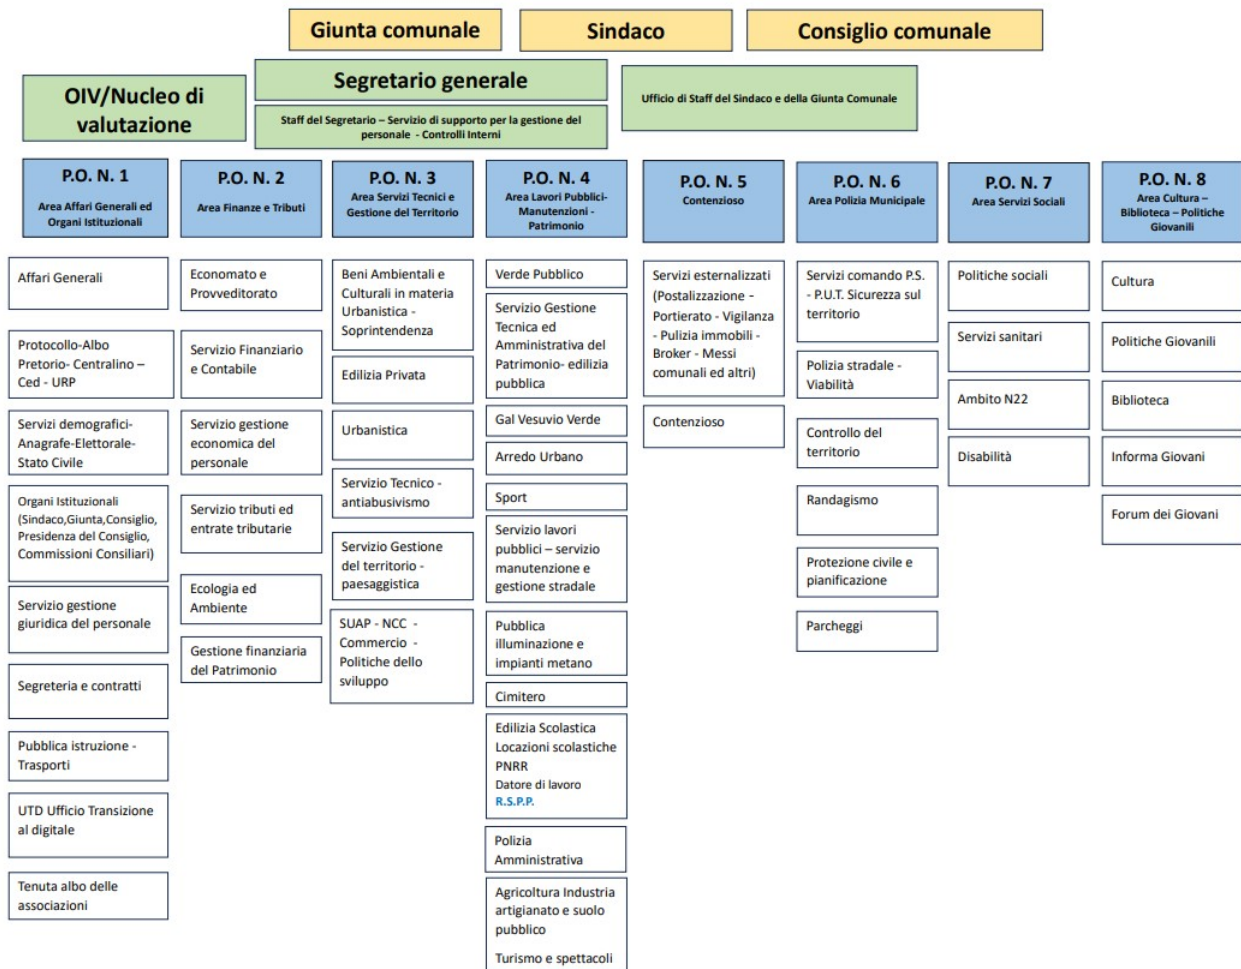 Giunta comunale
Sindaco
Consiglio comunale
OIV/Nucleo di
valutazione
Segretario generale
Staff del Segretario – Servizio di supporto per la gestione del
personale - Controlli Interni
Ufficio di Staff del Sindaco e della Giunta Comunale
P.O. N. 1
Area Affari Generali ed
Organi Istituzionali
Affari Generali
Protocollo-Albo
Pretorio- Centralino –
Ced - URP
Servizi demografici-
Anagrafe-Elettorale-
Stato Civile
Organi Istituzionali
(Sindaco,Giunta,Consiglio,
Presidenza del Consiglio,
Commissioni Consiliari)
Servizio gestione
giuridica del personale
Segreteria e contratti
Pubblica istruzione -
Trasporti
UTD Ufficio Transizione
al digitale
Tenuta albo delle
associazioni
P.O. N. 2
Area Finanze e Tributi
Economato e
Provveditorato
Servizio Finanziario
e Contabile
Servizio gestione
economica del
personale
Servizio tributi ed
entrate tributarie
Ecologia ed
Ambiente
Gestione finanziaria
del Patrimonio
P.O. N. 3
Area Servizi Tecnici e
Gestione del Territorio
Beni Ambientali e
Culturali in materia
Urbanistica -
Soprintendenza
Edilizia Privata
Urbanistica
Servizio Tecnico -
antiabusivismo
Servizio Gestione
del territorio -
paesaggistica
SUAP - NCC -
Commercio -
Politiche dello
sviluppo
P.O. N. 4
Area Lavori Pubblici-
Manutenzioni -
Patrimonio
Verde Pubblico
Servizio Gestione
Tecnica ed
Amministrativa del
Patrimonio- edilizia
pubblica
Gal Vesuvio Verde
Arredo Urbano
Sport
Servizio lavori
pubblici – servizio
manutenzione e
gestione stradale
Pubblica
illuminazione e
impianti metano
Cimitero
Edilizia Scolastica
Locazioni scolastiche
PNRR
Datore di lavoro
R.S.P.P.
Polizia
Amministrativa
Agricoltura Industria
artigianato e suolo
pubblico
Turismo e spettacoli
P.O. N. 5
Contenzioso
Servizi esternalizzati
(Postalizzazione -
Portierato - Vigilanza
- Pulizia immobili -
Broker - Messi
comunali ed altri)
Contenzioso
P.O. N. 6
Area Polizia Municipale
Servizi comando P.S.
- P.U.T. Sicurezza sul
territorio
Polizia stradale -
Viabilità
Controllo del
territorio
Randagismo
Protezione civile e
pianificazione
Parcheggi
P.O. N. 7
Area Servizi Sociali
Politiche sociali
Servizi sanitari
Ambito N22
Disabilità
P.O. N. 8
Area Cultura –
Biblioteca – Politiche
Giovanili
Cultura
Politiche Giovanili
Biblioteca
Informa Giovani
Forum dei Giovani